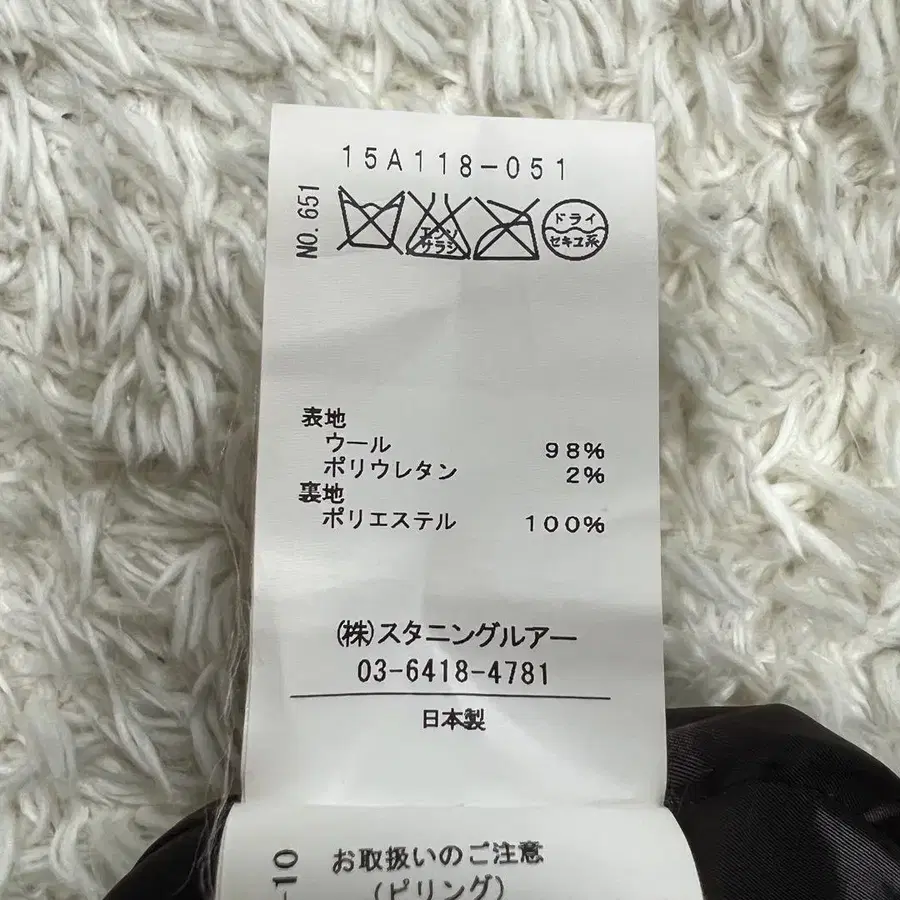 15A118-051
NO.651
エンソ
サラシ
ドライ
セキユ系
表地
ウール 98%
ポリウレタン 2%
裏地
ポリエステル 100%
(株)スタニングルアー
03-6418-4781
日本製
-10
お取扱いのご注意
(ピリング)